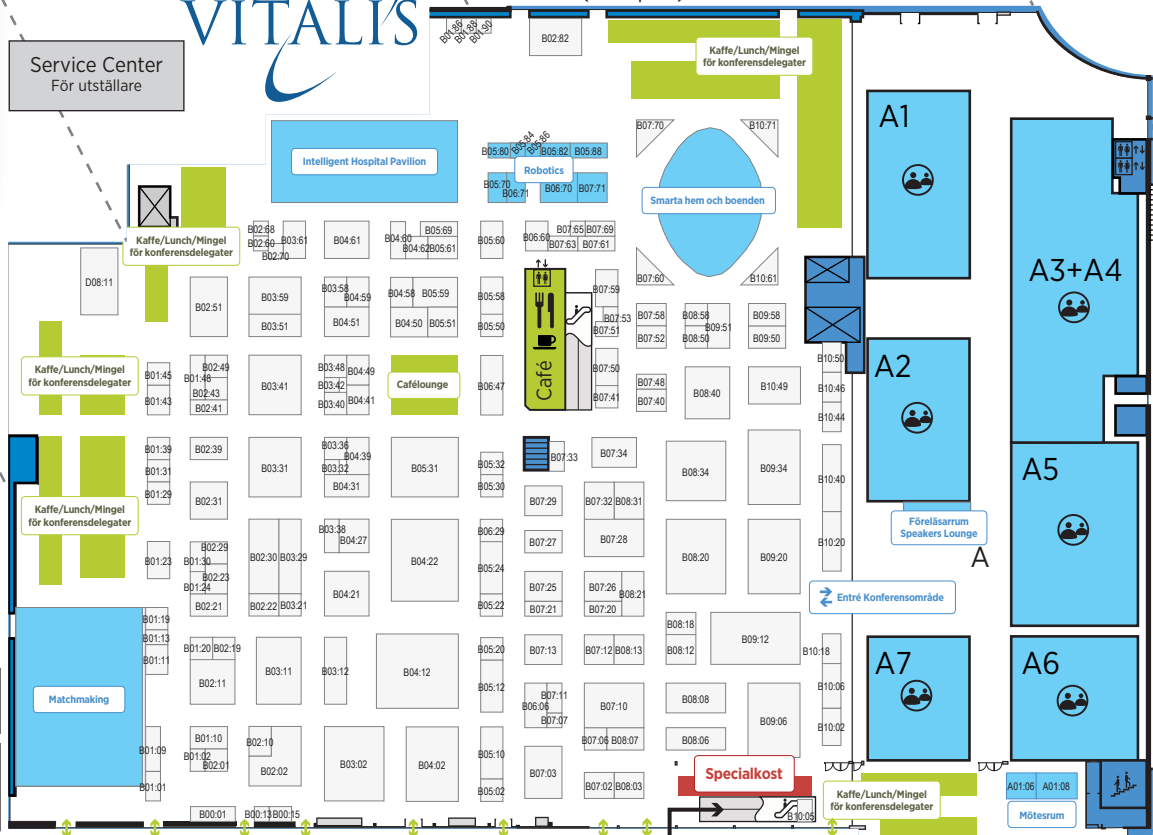 VITALIS
Service Center
För utställare
B01:86
B01:88
B01:90
B02:82
Kaffe/Lunch/Mingel
för konferensdelegater
A1
A3+A4
Intelligent Hospital Pavilion
B05:80
B05:84
B05:86
B05:82
B05:88
Robotics
B05:70
B06:71
B06:70
B07:71
B07:70
B10:71
Smarta hem och boenden
B07:60
B10:61
Kaffe/Lunch/Mingel
för konferensdelegater
B02:68
B02:60
B02:70
B03:61
B04:61
B04:60
B05:69
B04:62
B05:61
B05:60
B06:60
B07:65
B07:69
B07:63
B07:61
D08:11
B02:51
B03:59
B03:51
B03:58
B04:59
B04:51
B04:58
B05:59
B04:50
B05:51
B05:58
B05:50
Café
B07:59
B07:53
B07:51
B07:58
B07:52
B08:58
B08:50
B09:51
B09:58
B09:50
Kaffe/Lunch/Mingel
för konferensdelegater
B01:45
B01:43
B02:49
B01:48
B02:43
B02:41
B03:41
B03:48
B03:42
B03:40
B04:49
B04:41
Cafélounge
B06:47
B07:50
B07:41
B07:48
B07:40
B08:40
B10:49
B10:50
B10:46
B10:44
A2
B01:39
B01:31
B01:29
B02:39
B02:31
B03:31
B03:36
B03:32
B04:39
B04:31
B05:31
B05:32
B05:30
B07:33
B07:34
B08:34
B09:34
B10:40
A5
Kaffe/Lunch/Mingel
för konferensdelegater
B07:29
B07:32
B08:31
B07:28
B07:27
B10:20
Föreläsarrum
Speakers Lounge
A
B01:23
B02:29
B01:30
B02:23
B01:24
B02:21
B02:30
B03:29
B02:22
B03:21
B03:38
B04:27
B04:21
B04:22
B06:29
B05:24
B05:22
B07:25
B07:21
B07:26
B07:20
B08:21
B08:20
B09:20
Entré Konferensområde
B01:19
B01:13
B01:11
B01:20
B02:19
B02:11
B03:11
B03:12
B04:12
B05:20
B05:12
B07:13
B07:12
B08:13
B08:18
B08:12
B09:12
B10:18
B10:06
B10:02
A7
A6
Matchmaking
B06:06
B07:11
B07:07
B07:10
B07:06
B08:07
B08:08
B08:06
B09:06
B01:09
B01:01
B01:10
B01:02
B02:01
B02:10
B02:02
B03:02
B04:02
B05:10
B05:02
B07:03
B07:02
B08:03
Specialkost
B10:05
Kaffe/Lunch/Mingel
för konferensdelegater
A01:06
A01:08
Mötesrum
B00:01
B00:13
B00:15